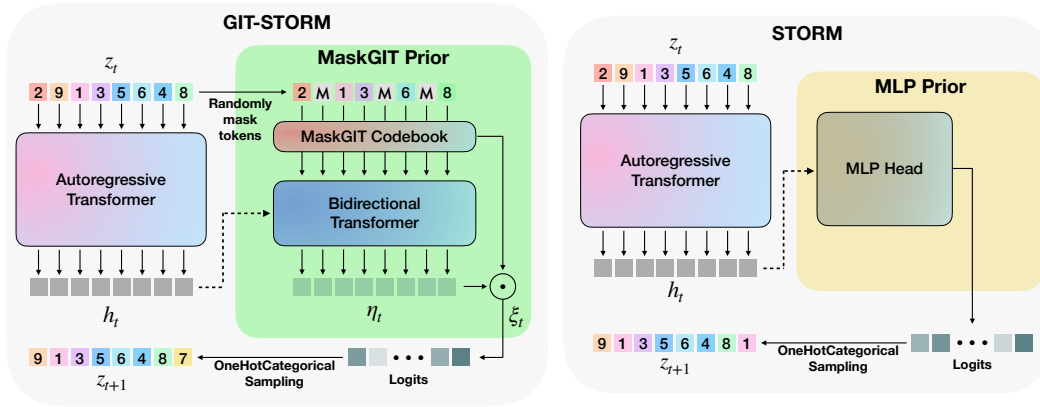 GIT-STORM
MaskGIT Prior
z_t
2 9 1 3 5 6 4 8
Randomly
mask
tokens
2 M 1 3 M 6 M 8
MaskGIT Codebook
Autoregressive
Transformer
Bidirectional
Transformer
h_t
η_t
ξ_t
9 1 3 5 6 4 8 7
z_{t+1}
OneHotCategorical
Sampling
Logits
STORM
z_t
2 9 1 3 5 6 4 8
MLP Prior
Autoregressive
Transformer
MLP Head
h_t
9 1 3 5 6 4 8 1
z_{t+1}
OneHotCategorical
Sampling
Logits